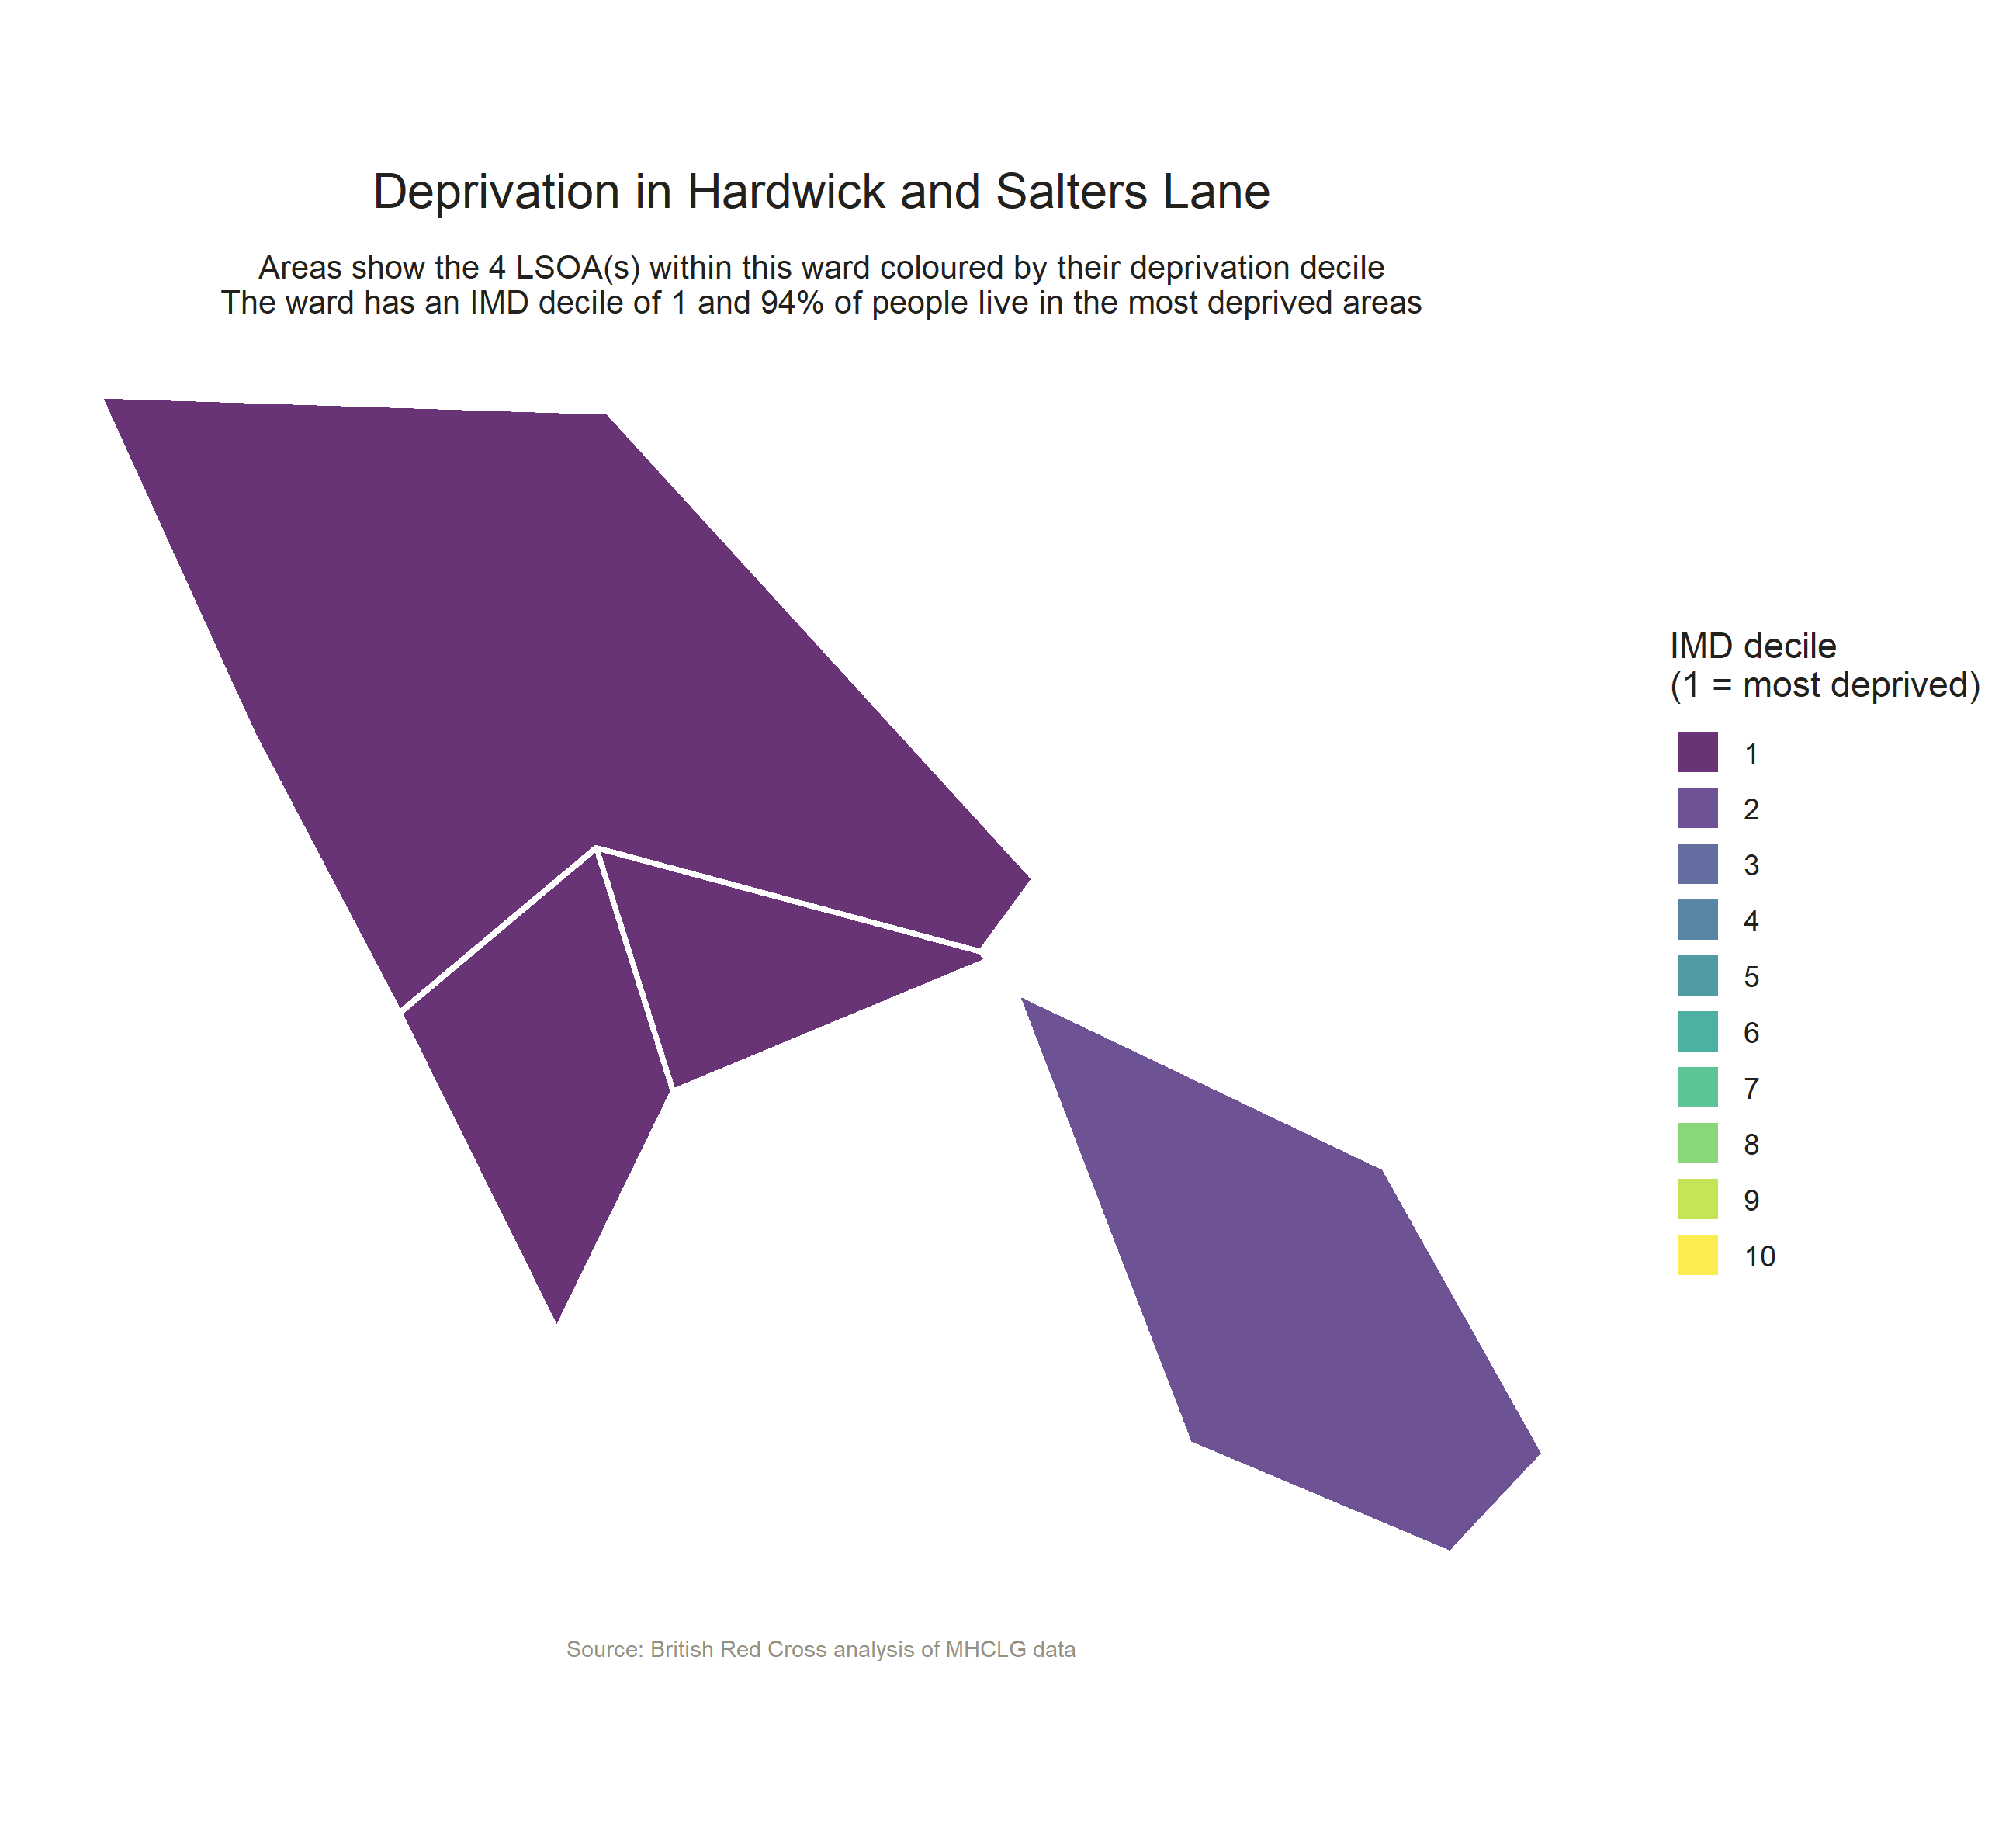 Deprivation in Hardwick and Salters Lane
Areas show the 4 LSOA(s) within this ward coloured by their deprivation decile
The ward has an IMD decile of 1 and 94% of people live in the most deprived areas
IMD decile
(1 = most deprived)
1
2
3
4
5
6
7
8
9
10
Source: British Red Cross analysis of MHCLG data